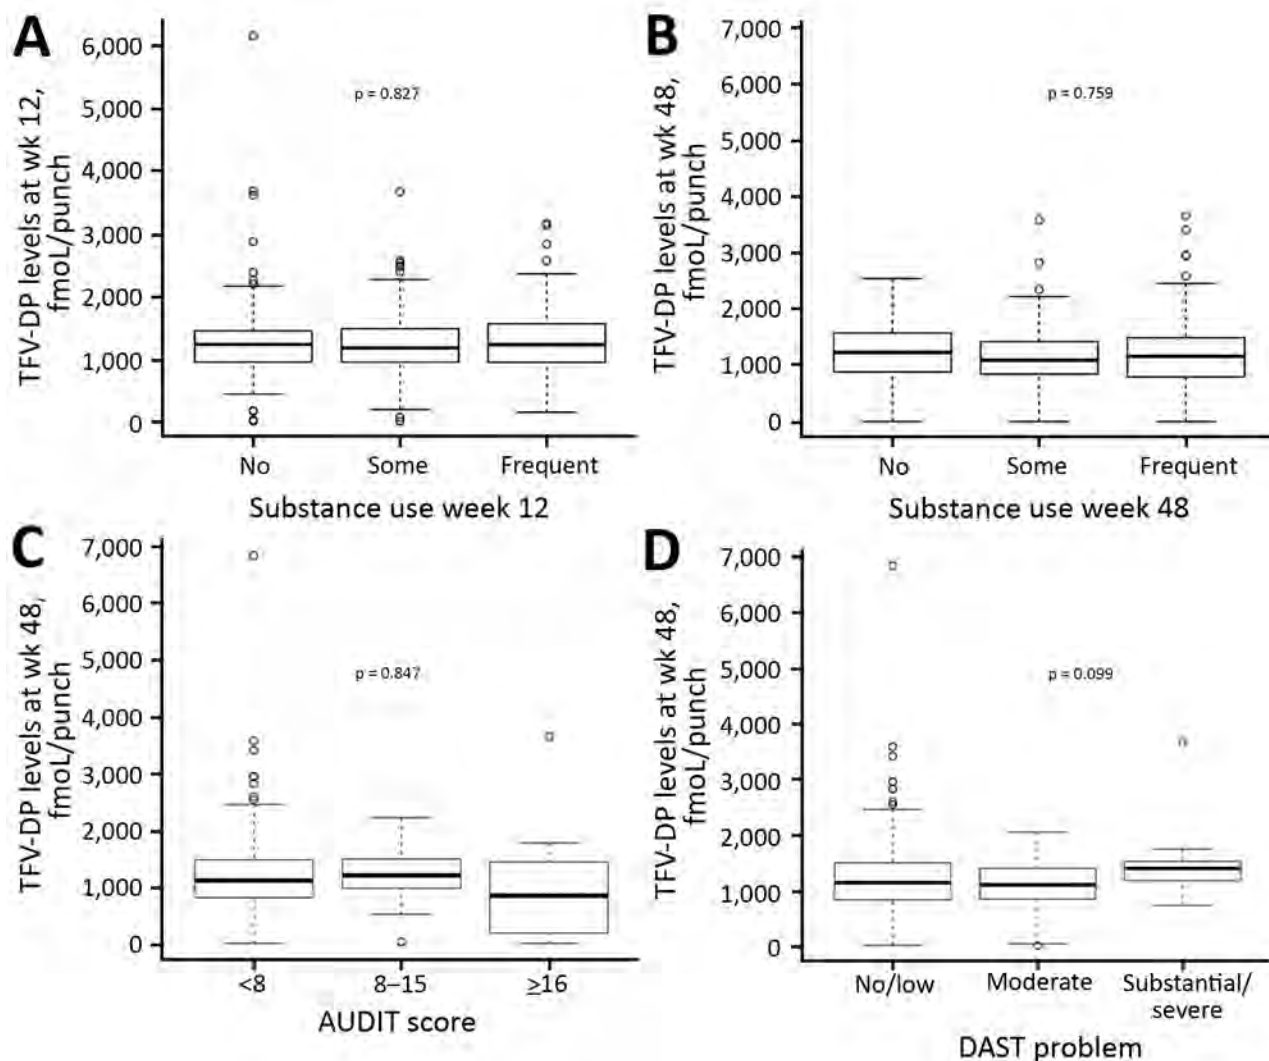 A
TFV-DP levels at wk 12,
fmoL/punch
6,000
5,000
4,000
3,000
2,000
1,000
0
p = 0.827
No
Some
Frequent
Substance use week 12
B
TFV-DP levels at wk 48,
fmoL/punch
7,000
6,000
5,000
4,000
3,000
2,000
1,000
0
p = 0.759
No
Some
Frequent
Substance use week 48
C
TFV-DP levels at wk 48,
fmoL/punch
7,000
6,000
5,000
4,000
3,000
2,000
1,000
0
p = 0.847
<8
8–15
≥16
AUDIT score
D
TFV-DP levels at wk 48,
fmoL/punch
7,000
6,000
5,000
4,000
3,000
2,000
1,000
0
p = 0.099
No/low
Moderate
Substantial/
severe
DAST problem